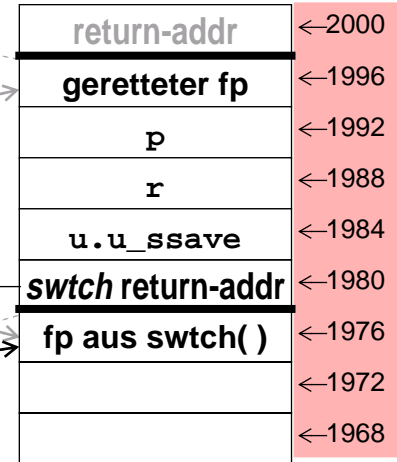 return-addr ←2000
geretteter fp ←1996
p ←1992
r ←1988
u.u_ssave ←1984
swtch return-addr ←1980
fp aus swtch( ) ←1976
←1972
←1968